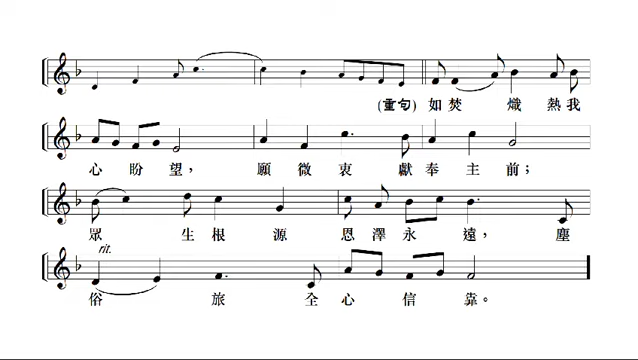 (重句) 如焚 熾熱我
心盼望， 願微衷 獻奉主前；
眾 生根源 恩澤永遠， 塵
rit.
俗 旅 全心信靠。